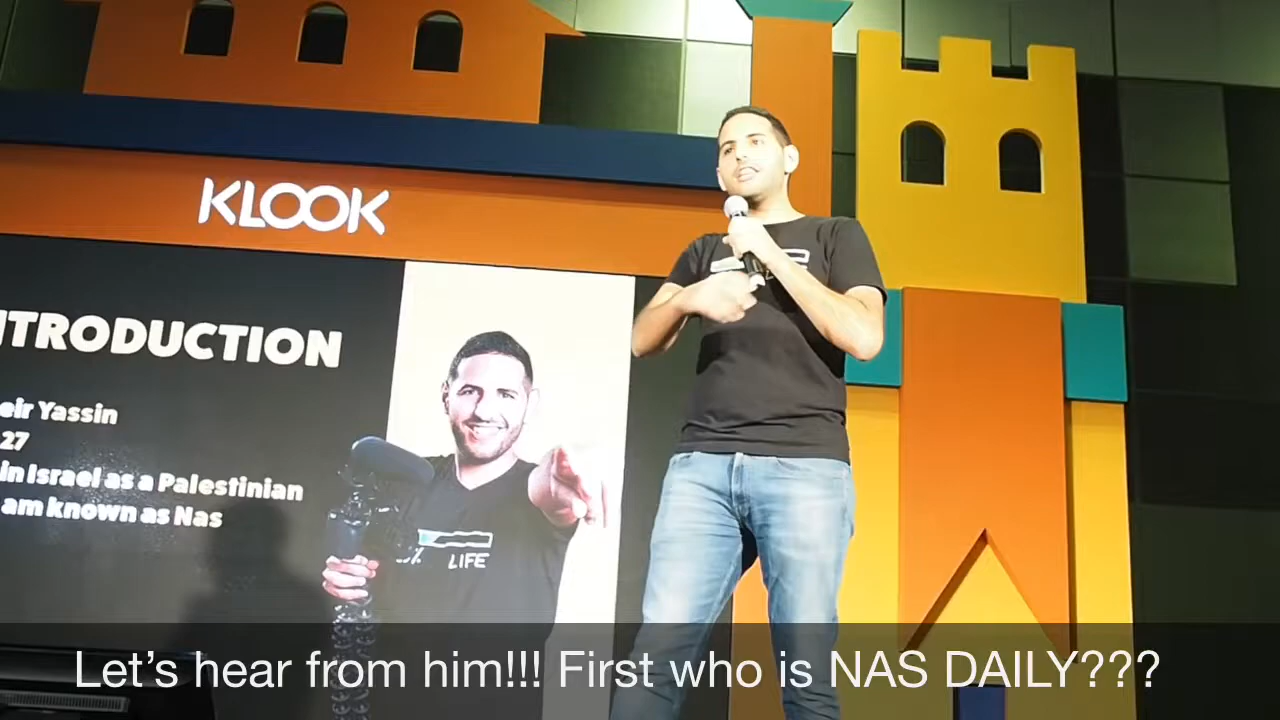 KLOOK
NTRODUCTION
eir Yassin
27
in Israel as a Palestinian
am known as Nas
LIFE
Let's hear from him!!! First who is NAS DAILY???